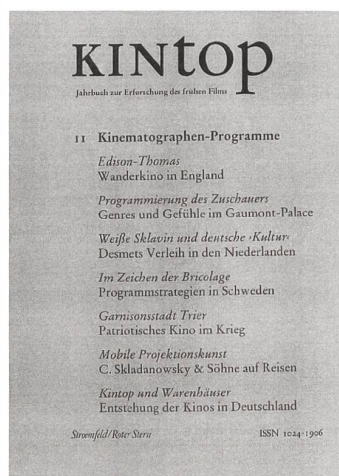 KINtop
Jahrbuch zur Erforschung des frühen Films
11 Kinematographen-Programme
Edison-Thomas
Wanderkino in England
Programmierung des Zuschauers
Genres und Gefühle im Gaumont-Palace
Weiße Sklavin und deutsche ›Kultur‹
Desmets Verleih in den Niederlanden
Im Zeichen der Bricolage
Programmstrategien in Schweden
Garnisonsstadt Trier
Patriotisches Kino im Krieg
Mobile Projektionskunst
C. Skladanowsky & Söhne auf Reisen
Kintop und Warenhäuser
Entstehung der Kinos in Deutschland
Stroemfeld/Roter Stern ISSN 1024-1906